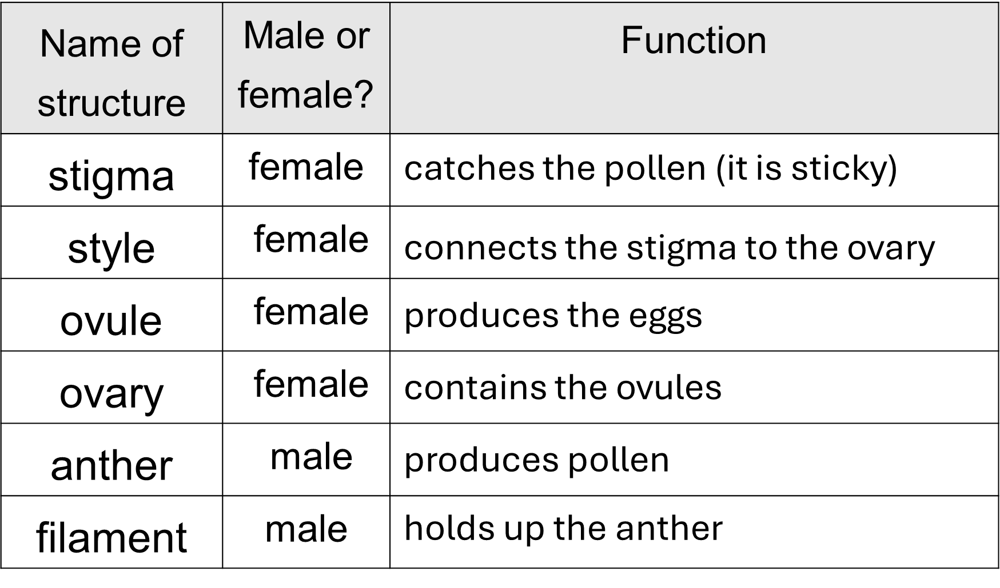 Name of structure | Male or female? | Function
stigma | female | catches the pollen (it is sticky)
style | female | connects the stigma to the ovary
ovule | female | produces the eggs
ovary | female | contains the ovules
anther | male | produces pollen
filament | male | holds up the anther